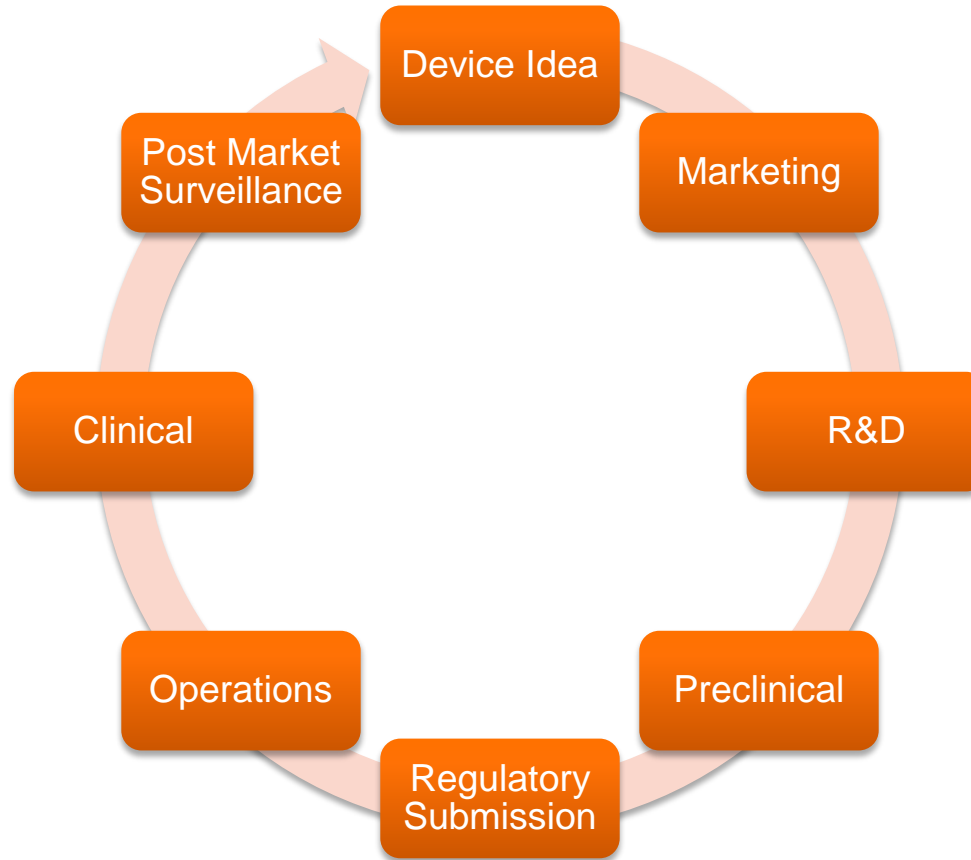 Device Idea
Marketing
R&D
Preclinical
Regulatory
Submission
Operations
Clinical
Post Market
Surveillance